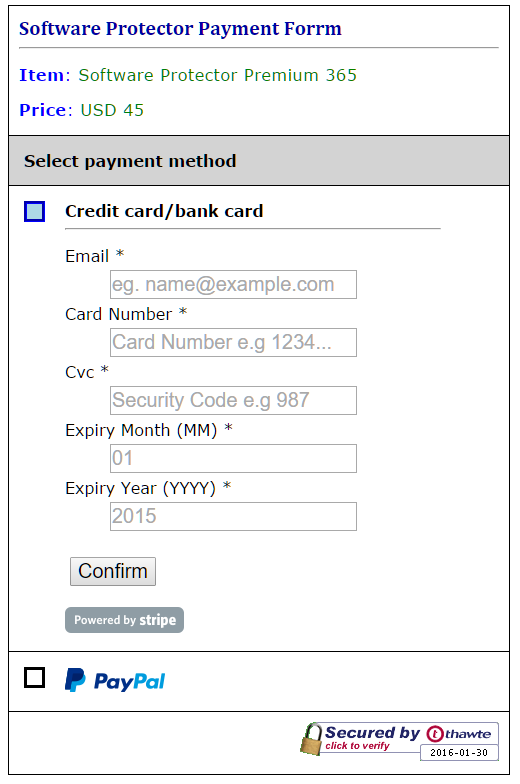 Software Protector Payment Forrm
Item: Software Protector Premium 365
Price: USD 45
Select payment method
Credit card/bank card
Email *
eg. name@example.com
Card Number *
Card Number e.g 1234...
Cvc *
Security Code e.g 987
Expiry Month (MM) *
01
Expiry Year (YYYY) *
2015
Confirm
Powered by stripe
PayPal
Secured by thawte
click to verify
2016-01-30